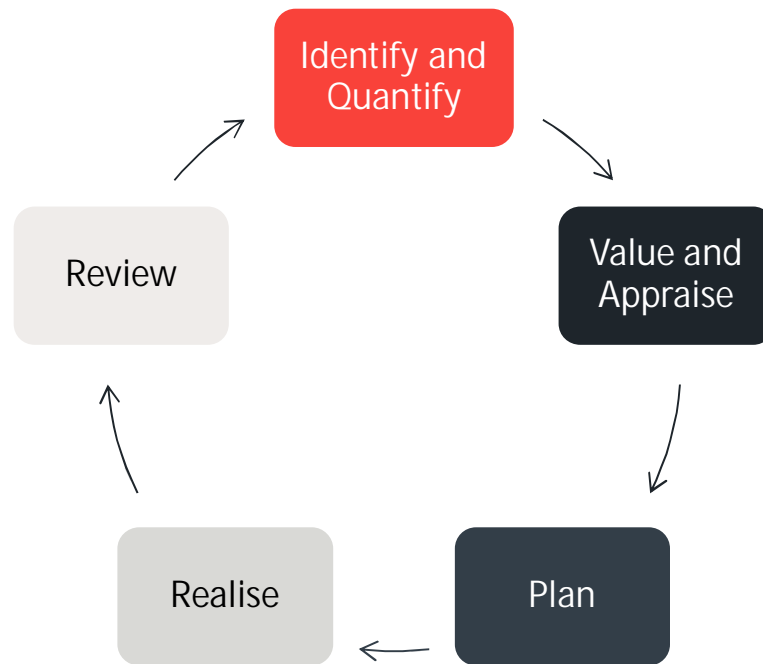 Identify and
Quantify
Value and
Appraise
Plan
Realise
Review